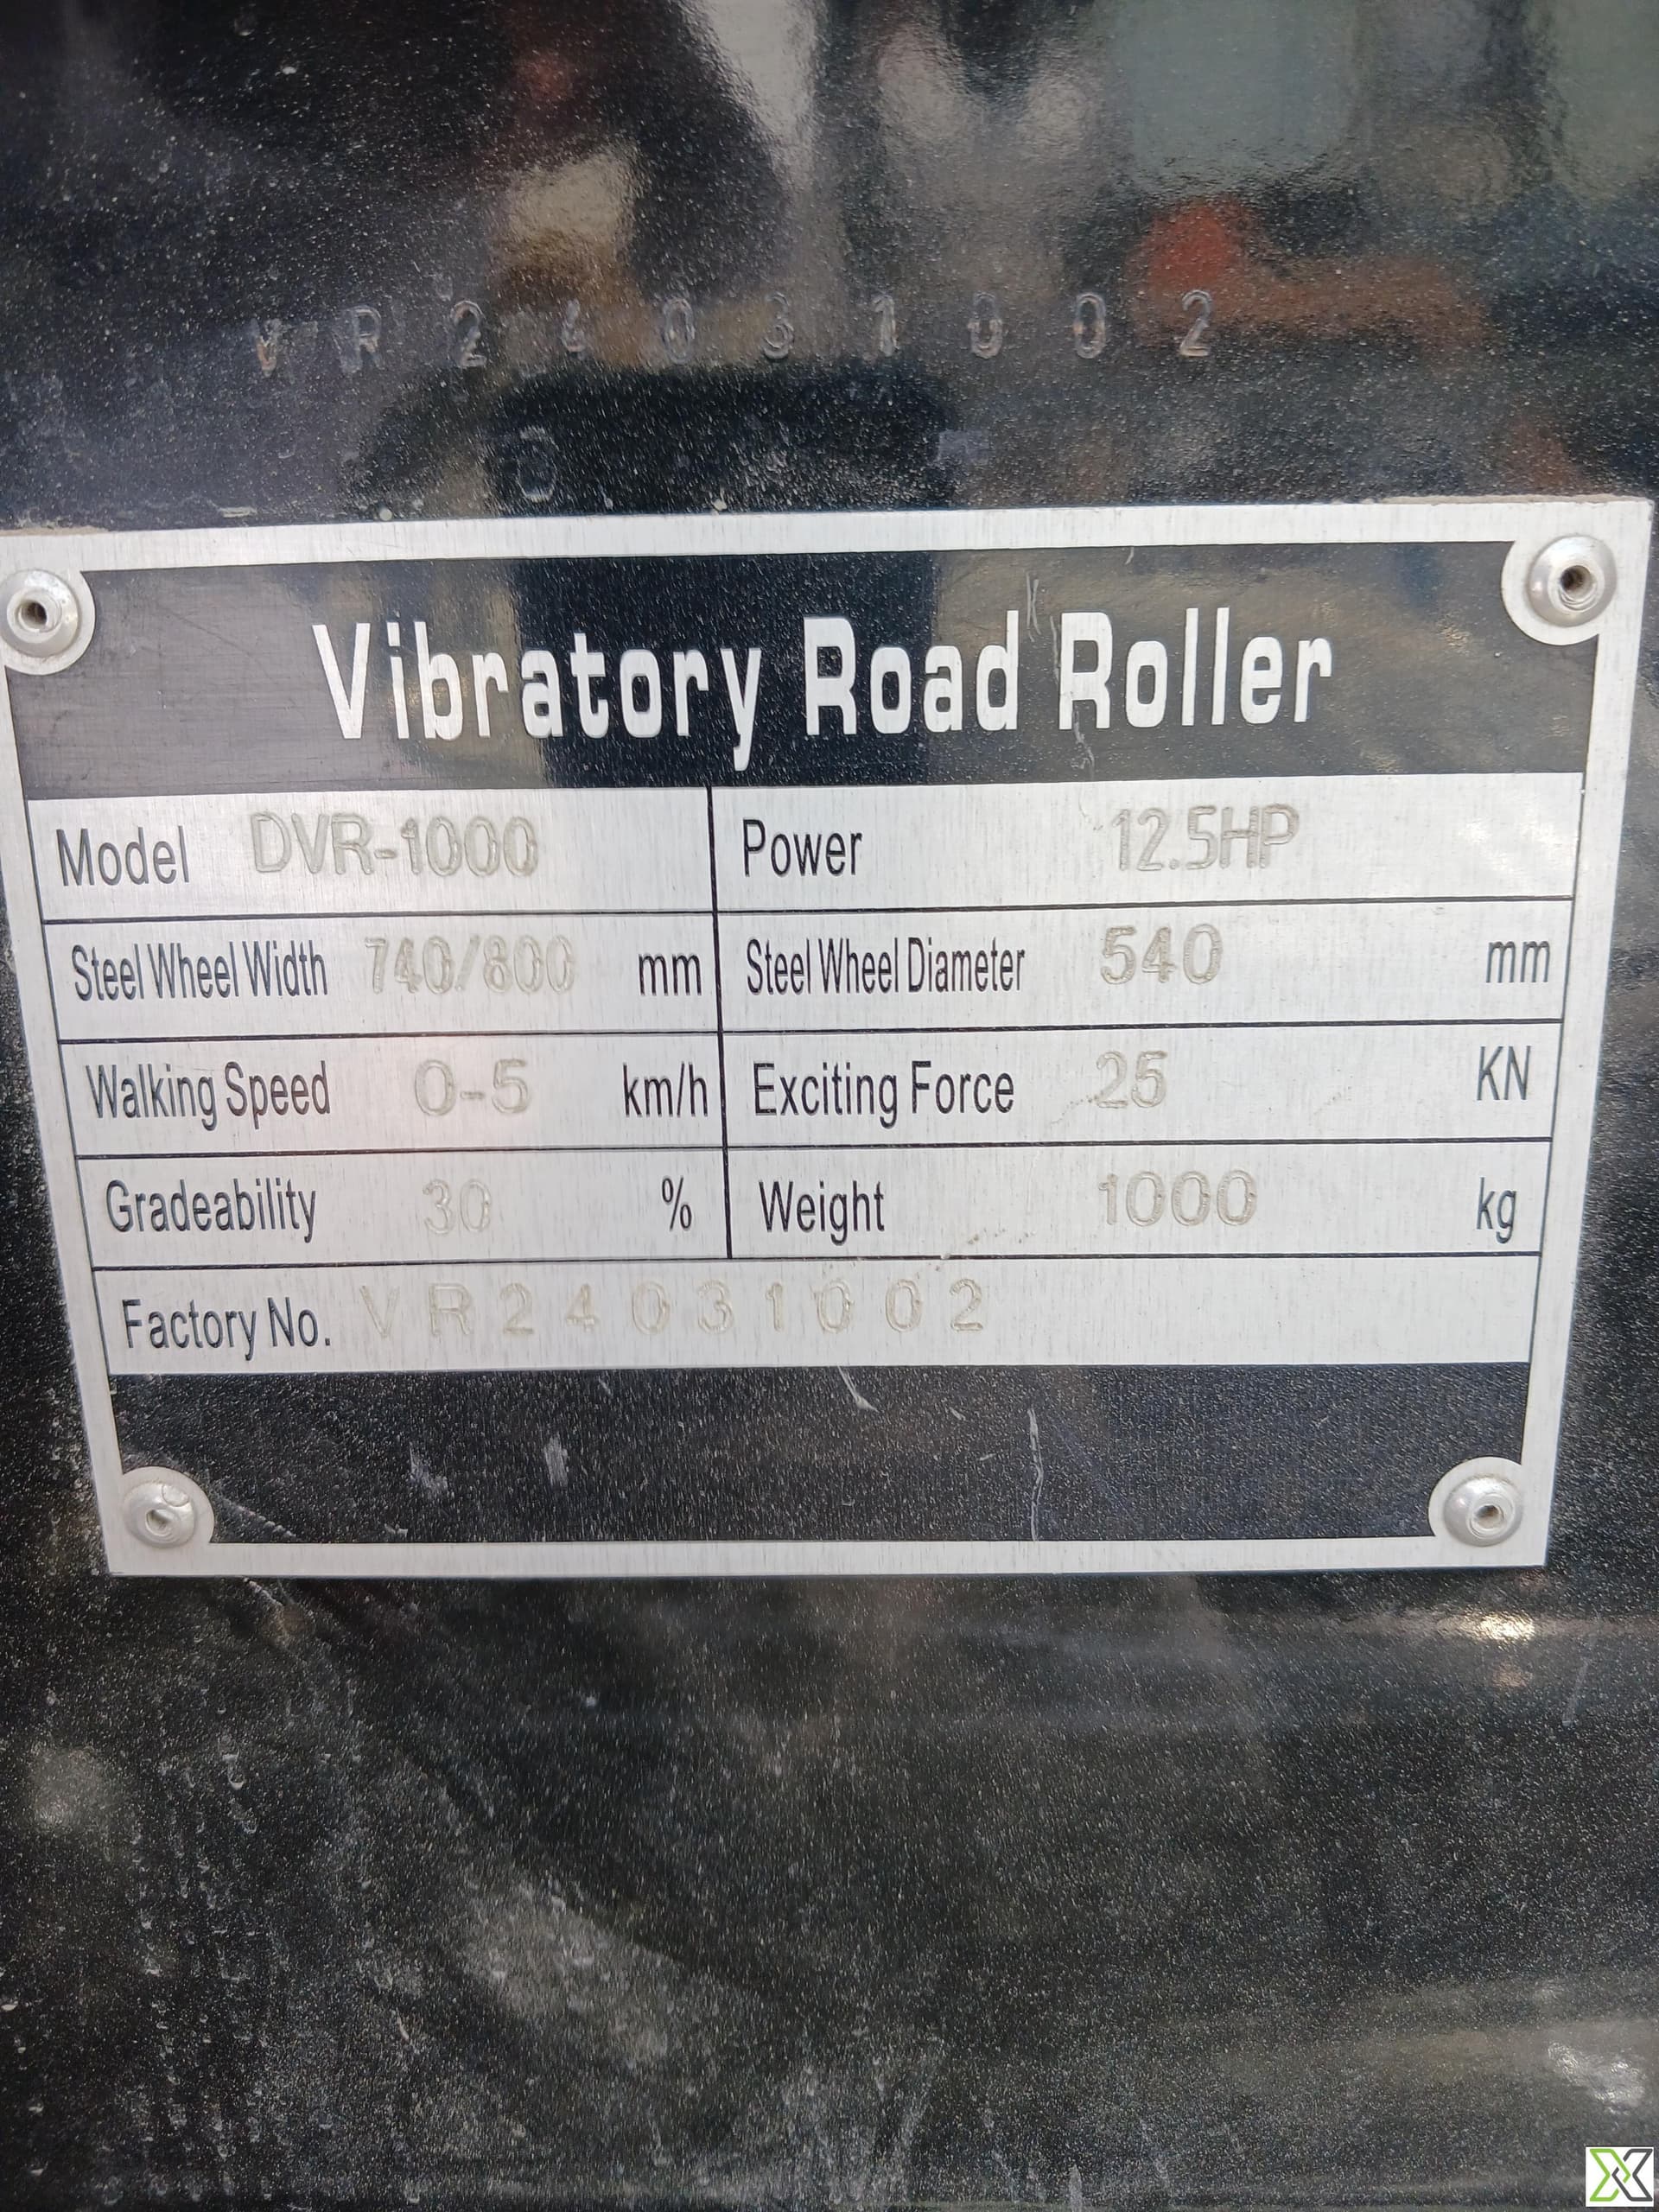 VR24031002
Vibratory Road Roller
Model DVR-1000 Power 12.5HP
Steel Wheel Width 740/800 mm Steel Wheel Diameter 540 mm
Walking Speed 0-5 km/h Exciting Force 25 KN
Gradeability 30 % Weight 1000 kg
Factory No. VR24031002